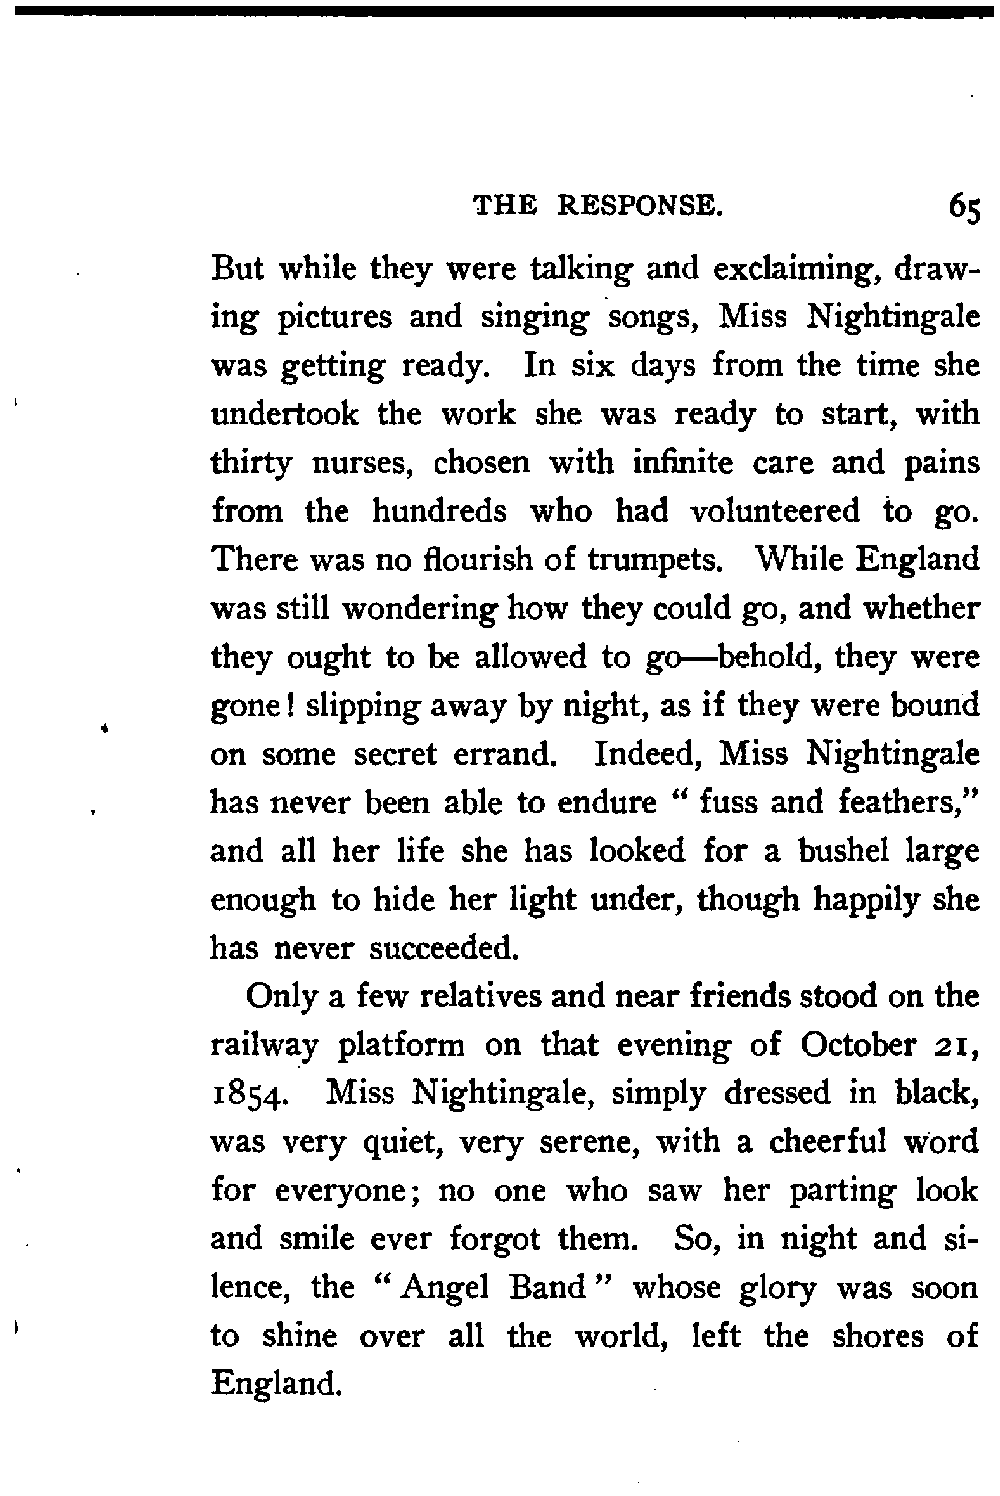 THE RESPONSE. 65
But while they were talking and exclaiming, draw-
ing pictures and singing songs, Miss Nightingale
was getting ready. In six days from the time she
undertook the work she was ready to start, with
thirty nurses, chosen with infinite care and pains
from the hundreds who had volunteered to go.
There was no flourish of trumpets. While England
was still wondering how they could go, and whether
they ought to be allowed to go—behold, they were
gone! slipping away by night, as if they were bound
on some secret errand. Indeed, Miss Nightingale
has never been able to endure “ fuss and feathers,”
and all her life she has looked for a bushel large
enough to hide her light under, though happily she
has never succeeded.
Only a few relatives and near friends stood on the
railway platform on that evening of October 21,
1854. Miss Nightingale, simply dressed in black,
was very quiet, very serene, with a cheerful word
for everyone; no one who saw her parting look
and smile ever forgot them. So, in night and si-
lence, the “ Angel Band ” whose glory was soon
to shine over all the world, left the shores of
England.